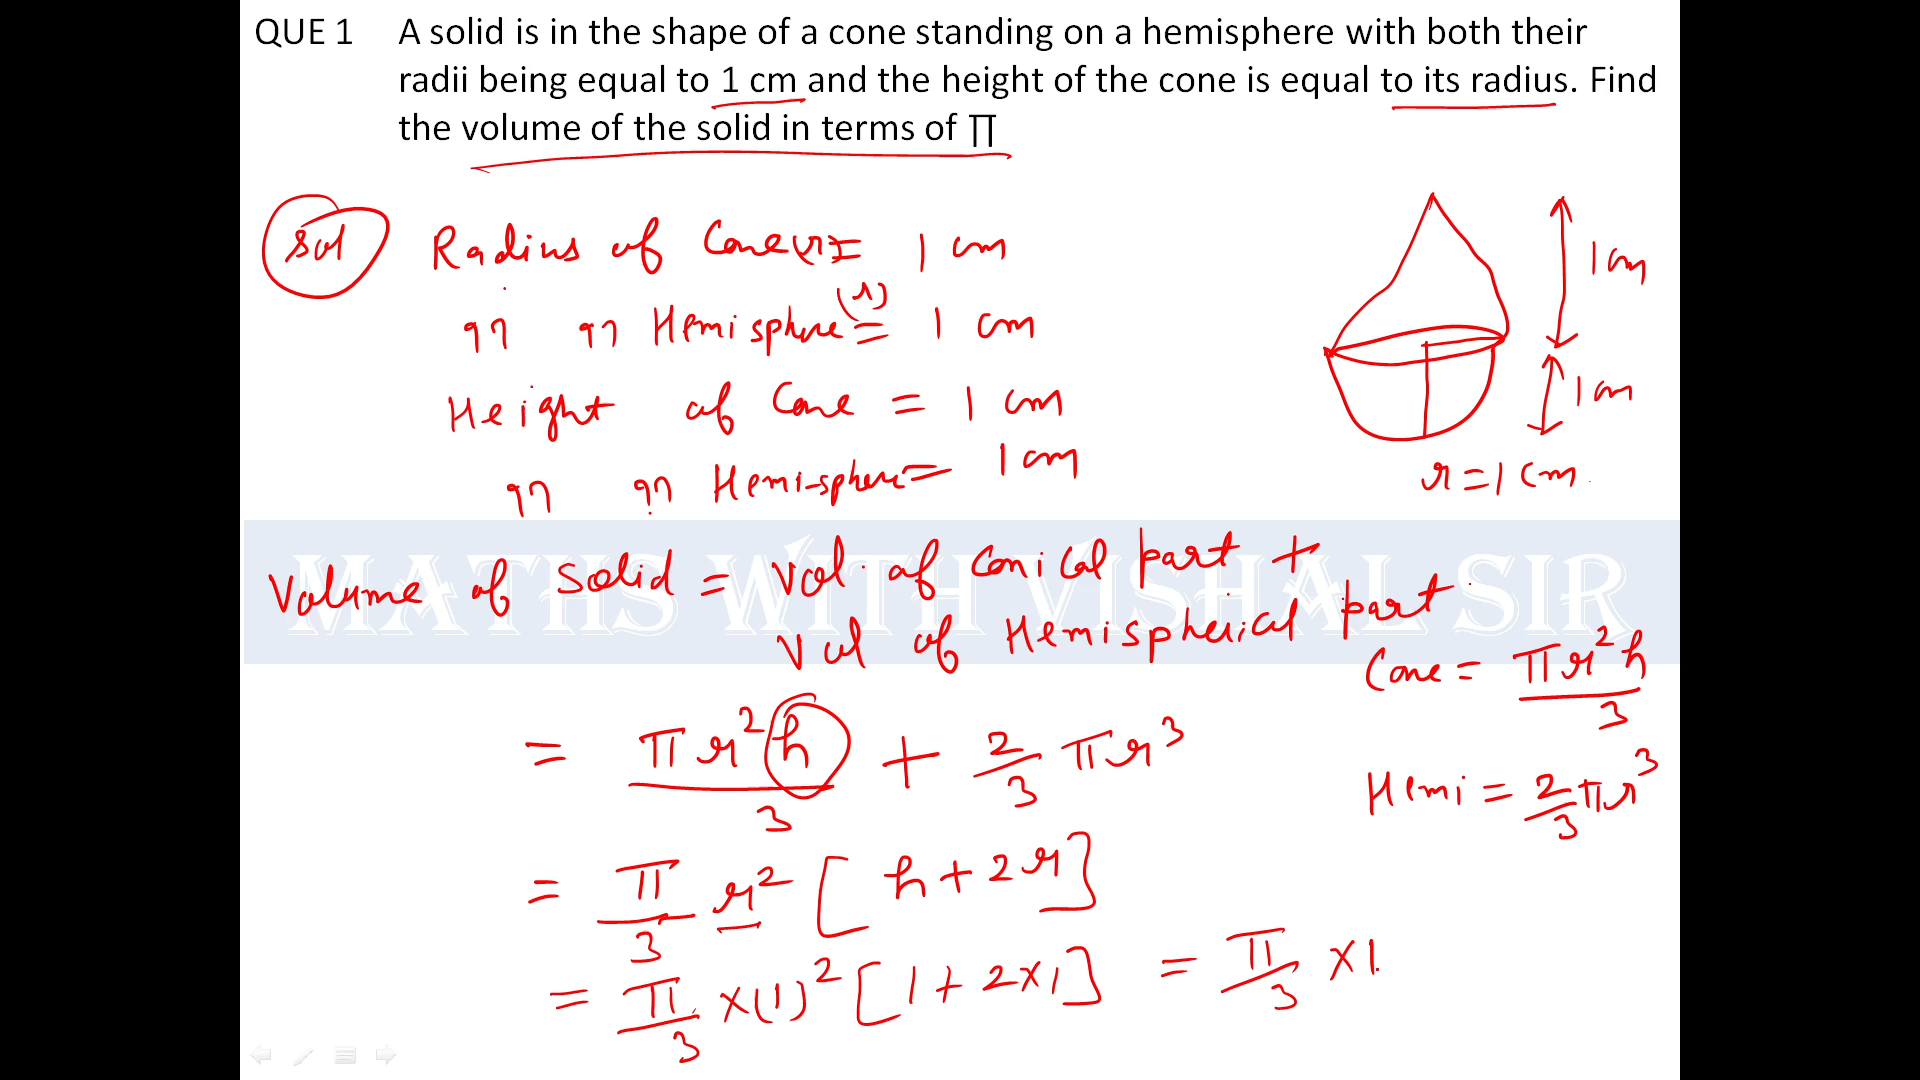 QUE 1 A solid is in the shape of a cone standing on a hemisphere with both their
radii being equal to 1 cm and the height of the cone is equal to its radius. Find
the volume of the solid in terms of ∏
Sol
Radius of Cone(r)= 1 cm
" " Hemisphere(r)= 1 cm
Height of Cone = 1 cm
" " Hemi-sphere= 1 cm
1 cm
1 cm
r=1 cm
MATHS WITH VISHAL SIR
Volume of Solid = Vol. of Conical part +
Vol of Hemispherical part
Cone = πr²h/3
= πr²h/3 + 2/3 πr³
Hemi = 2/3 πr³
= π/3 r² [h+2r]
= π/3 ×(1)² [1+2×1] = π/3 ×1